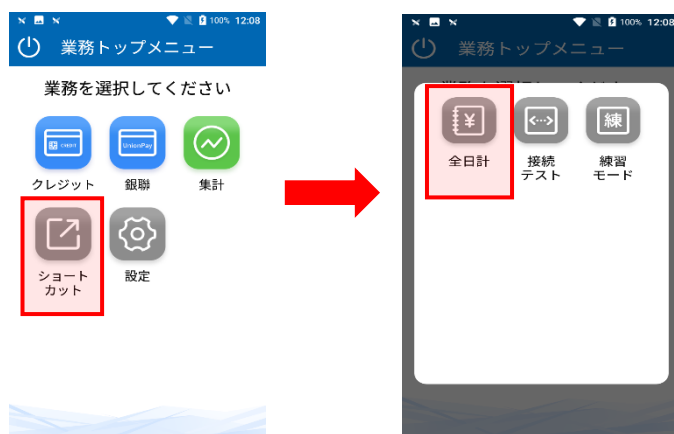 100% 12:08
業務トップメニュー
業務を選択してください
CREDIT
UnionPay
クレジット
銀聯
集計
ショート
カット
設定
100% 12:08
業務トップメニュー
練
全日計
接続
テスト
練習
モード